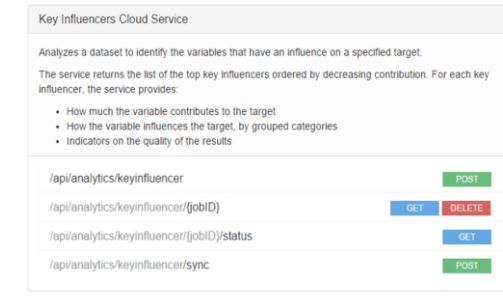 Key Influencers Cloud Service
Analyzes a dataset to identify the variables that have an influence on a specified target.
The service returns the list of the top key influencers ordered by decreasing contribution. For each key
influencer, the service provides:
• How much the variable contributes to the target
• How the variable influences the target, by grouped categories
• Indicators on the quality of the results
/api/analytics/keyinfluencer POST
/api/analytics/keyinfluencer/{jobID} GET DELETE
/api/analytics/keyinfluencer/{jobID}/status GET
/api/analytics/keyinfluencer/sync POST